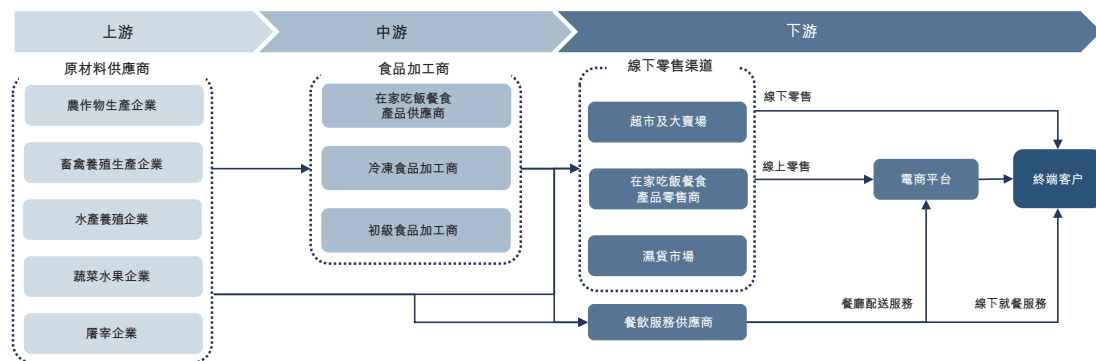 上游
中游
下游
原材料供應商
農作物生產企業
畜禽養殖生產企業
水產養殖企業
蔬菜水果企業
屠宰企業
食品加工商
在家吃飯餐食
產品供應商
冷凍食品加工商
初級食品加工商
線下零售渠道
超市及大賣場
在家吃飯餐食
產品零售商
濕貨市場
餐飲服務供應商
線下零售
線上零售
電商平台
終端客户
餐廳配送服務
線下就餐服務